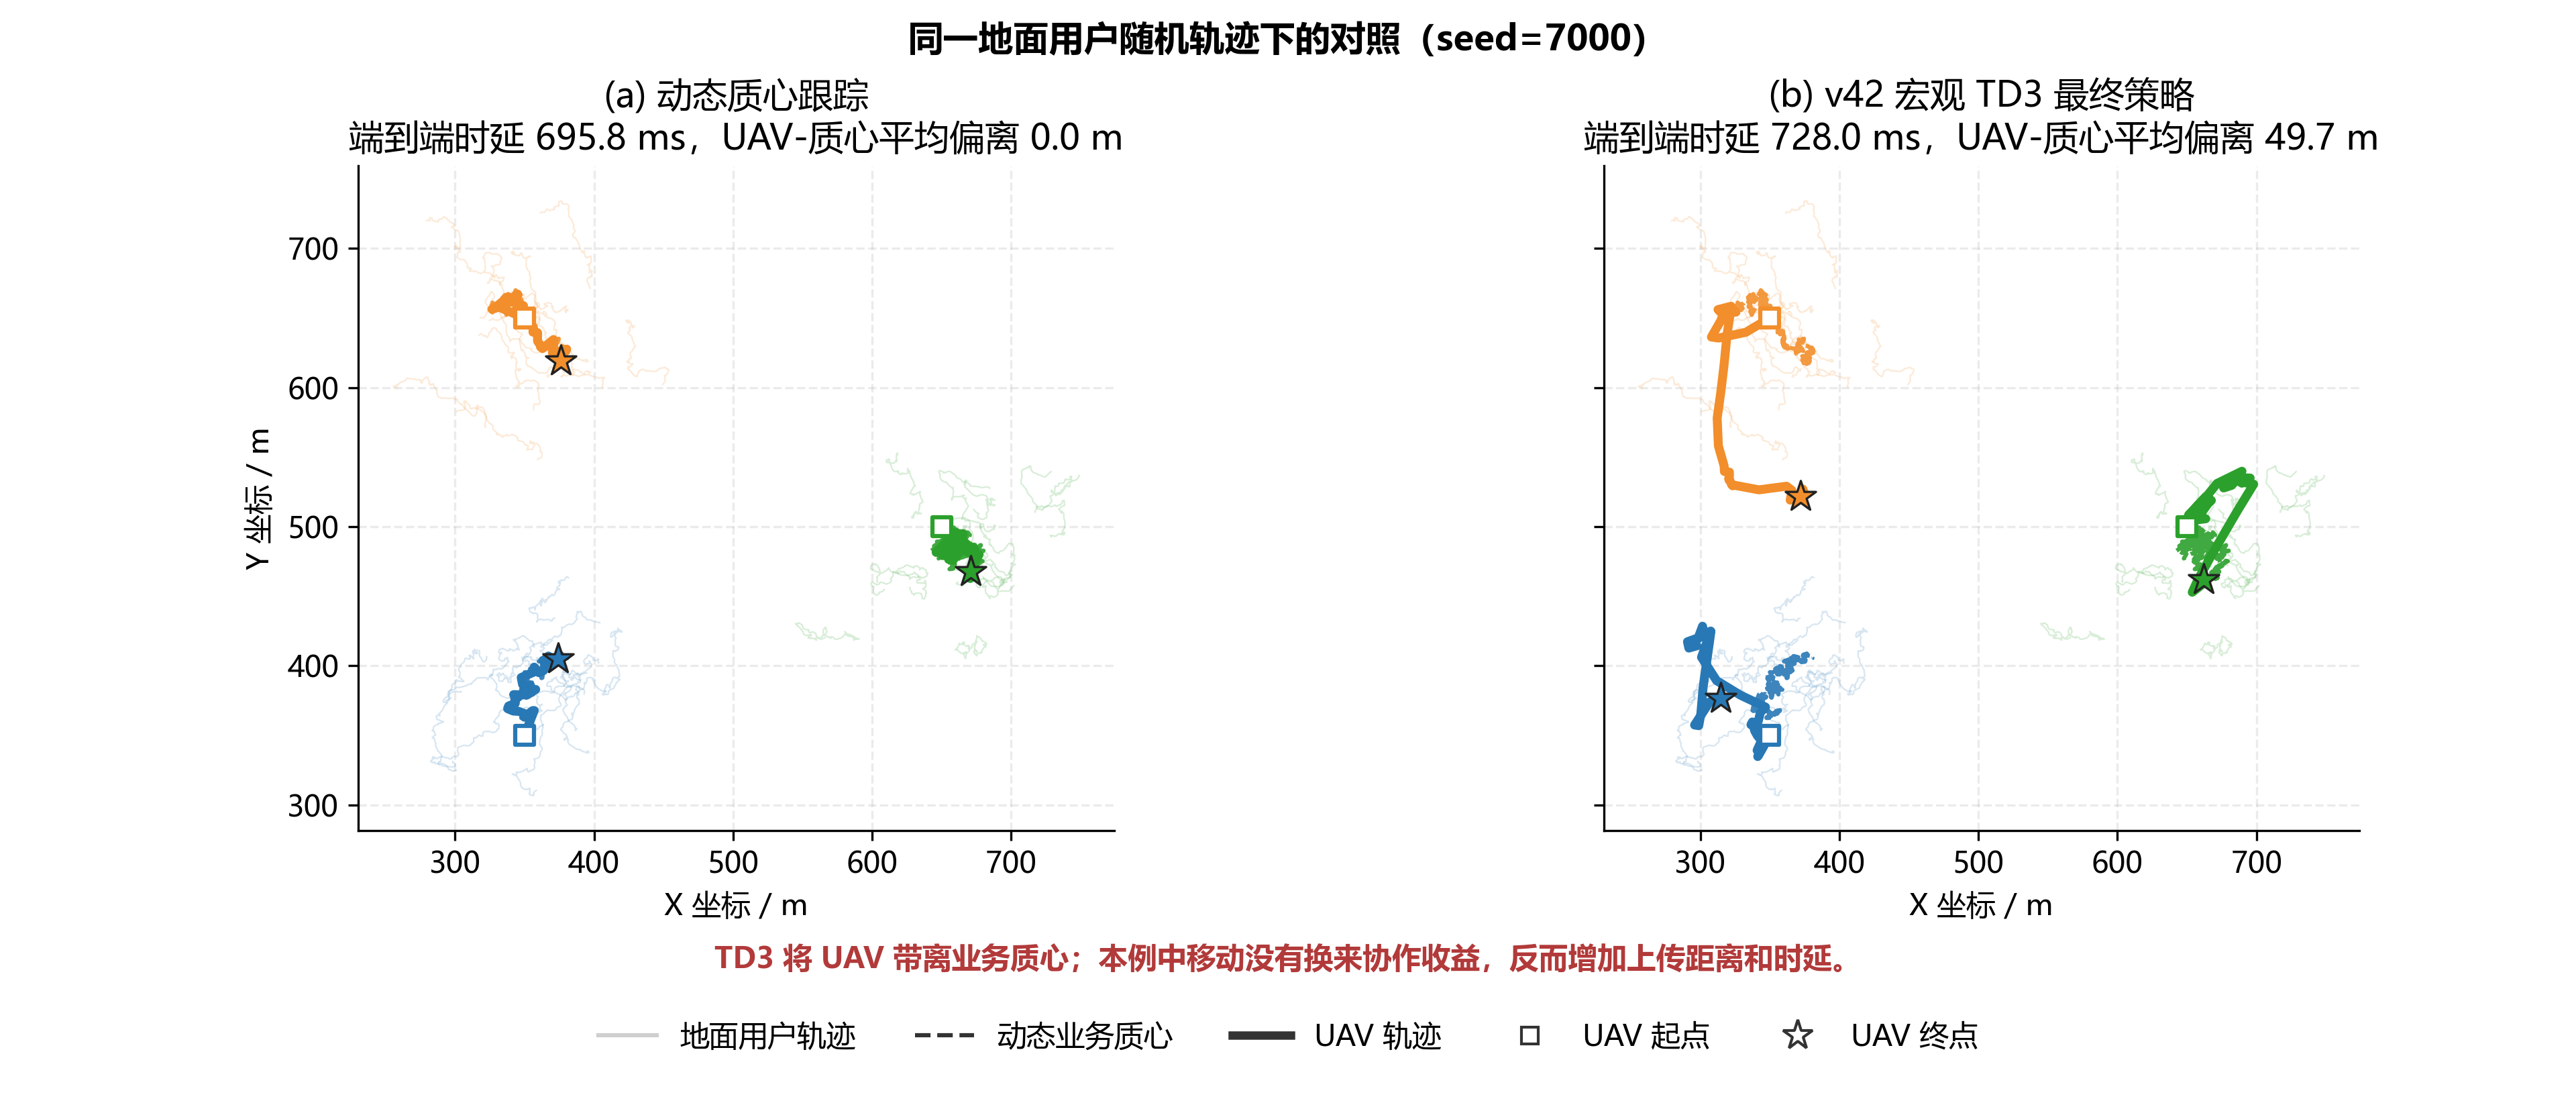 同一地面用户随机轨迹下的对照（seed=7000）
(a) 动态质心跟踪
端到端时延 695.8 ms，UAV-质心平均偏离 0.0 m
(b) v42 宏观 TD3 最终策略
端到端时延 728.0 ms，UAV-质心平均偏离 49.7 m
Y 坐标 / m
700
600
500
400
300
300 400 500 600 700
X 坐标 / m
300 400 500 600 700
X 坐标 / m
TD3 将 UAV 带离业务质心；本例中移动没有换来协作收益，反而增加上传距离和时延。
地面用户轨迹 动态业务质心 UAV 轨迹 UAV 起点 UAV 终点